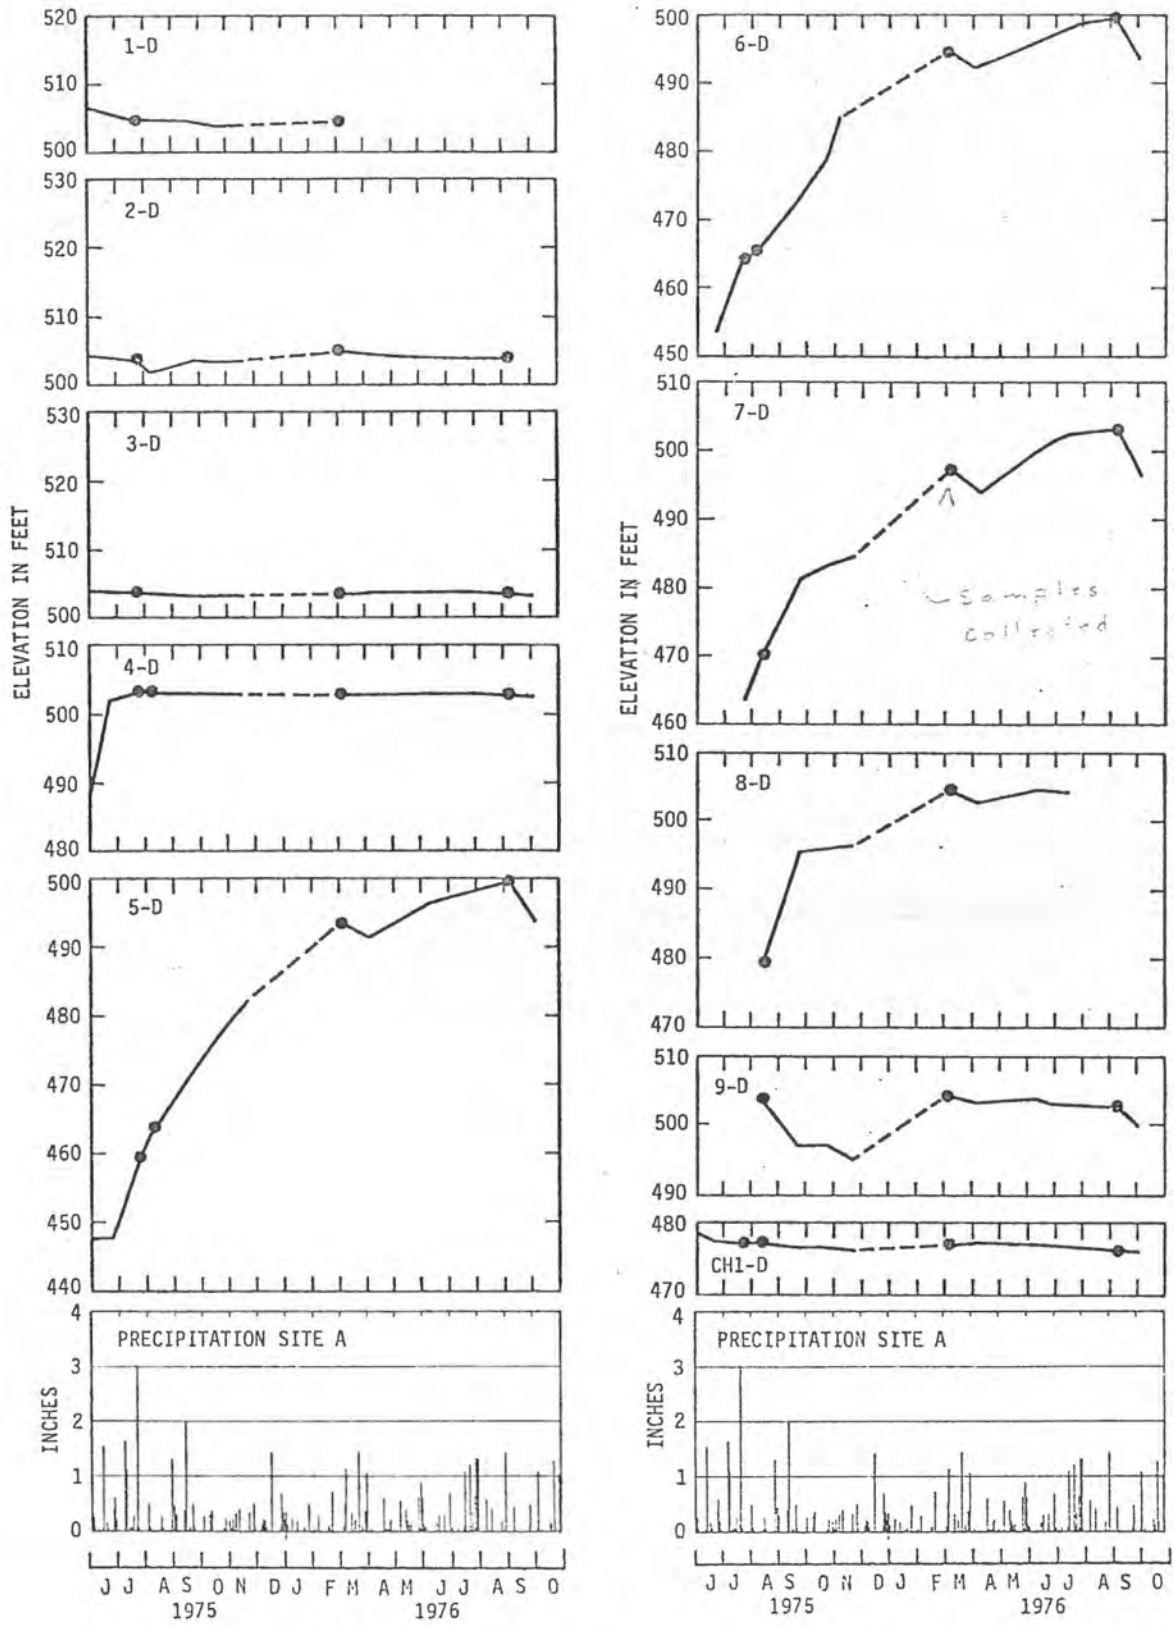 ELEVATION IN FEET
520
1-D
510
500
530
2-D
520
510
500
530
3-D
520
510
500
510
4-D
500
490
480
500
5-D
490
480
470
460
450
440
4
PRECIPITATION SITE A
3
INCHES
2
1
0
J J A S O N D J F M A M J J A S O
1975 1976
ELEVATION IN FEET
500
6-D
490
480
470
460
450
510
7-D
500
490
480
Samples
collected
470
460
510
8-D
500
490
480
470
510
9-D
500
490
480
CH1-D
470
4
PRECIPITATION SITE A
3
INCHES
2
1
0
J J A S O N D J F M A M J J A S O
1975 1976